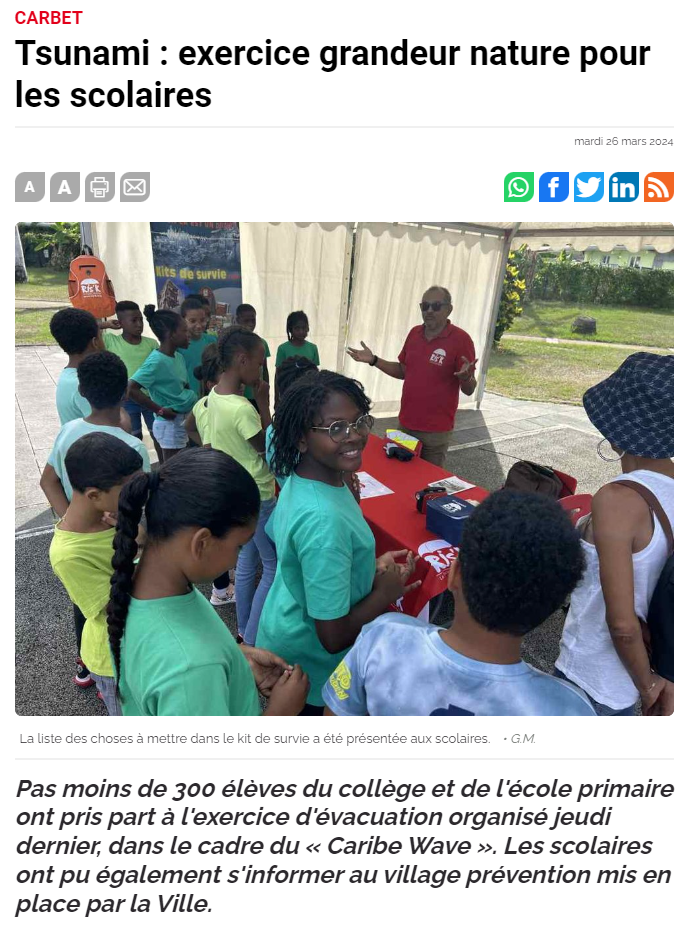 CARBET
Tsunami : exercice grandeur nature pour
les scolaires
mardi 26 mars 2024
A A
Kits de survie
La liste des choses à mettre dans le kit de survie a été présentée aux scolaires. • G.M.
Pas moins de 300 élèves du collège et de l'école primaire
ont pris part à l'exercice d'évacuation organisé jeudi
dernier, dans le cadre du « Caribe Wave ». Les scolaires
ont pu également s'informer au village prévention mis en
place par la Ville.